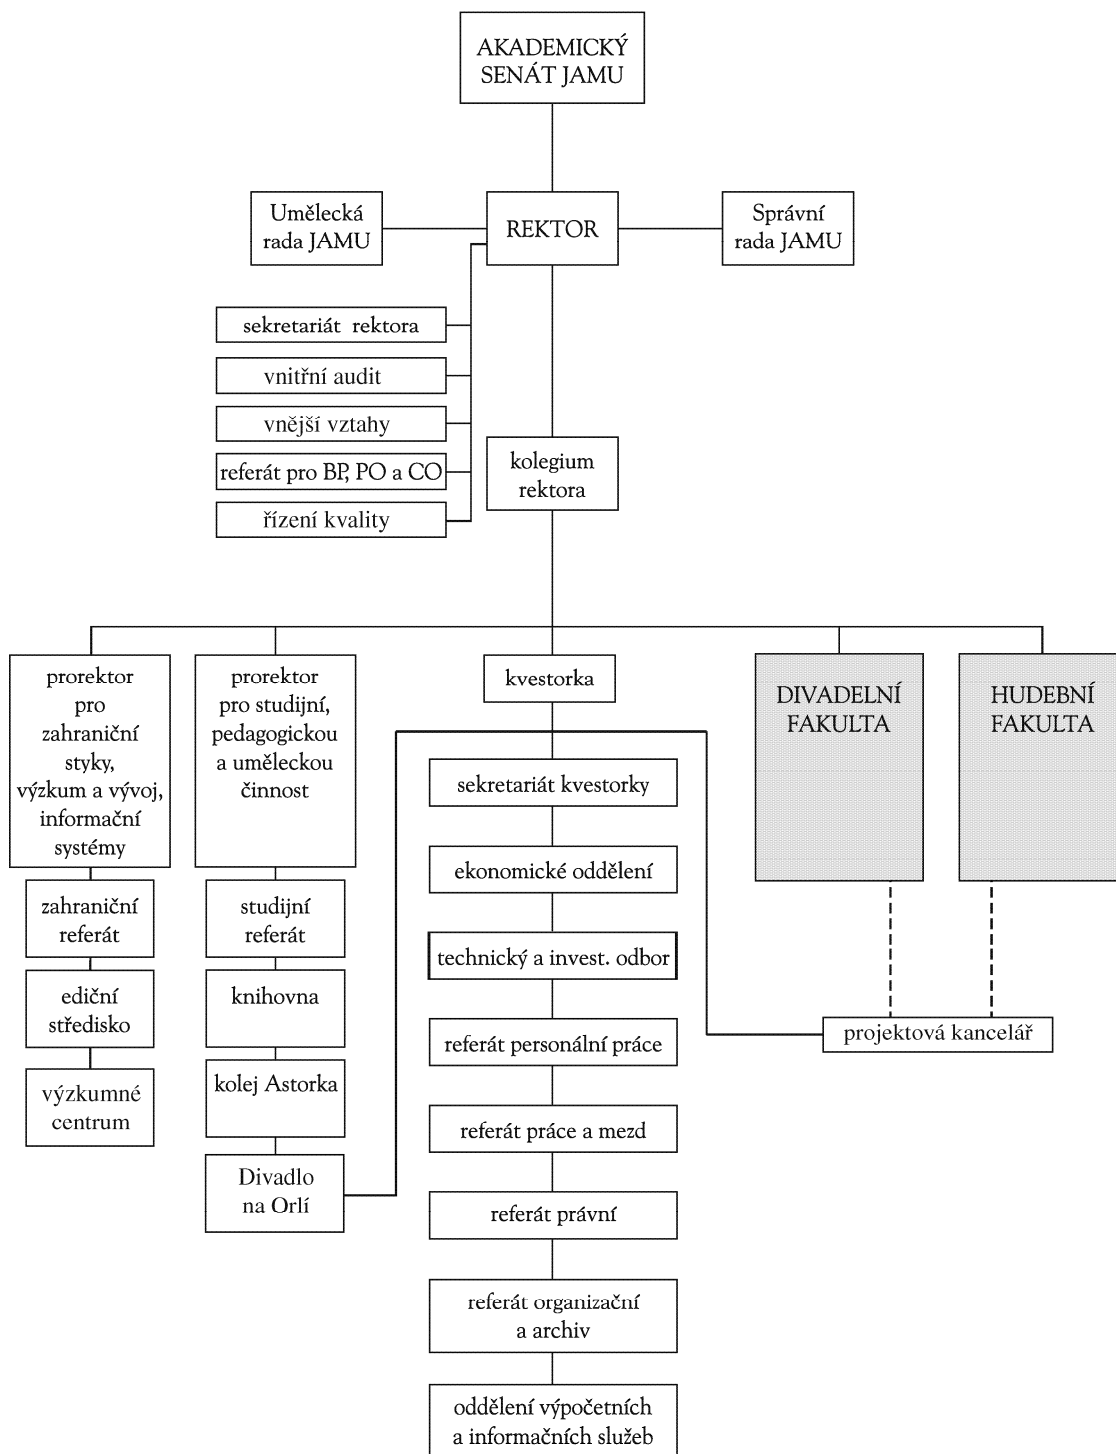 AKADEMICKÝ
SENÁT JAMU
Umělecká
rada JAMU
REKTOR
Správní
rada JAMU
sekretariát rektora
vnitřní audit
vnější vztahy
referát pro BP, PO a CO
řízení kvality
kolegium
rektora
prorektor
pro
zahraniční
styky,
výzkum a vývoj,
informační
systémy
zahraniční
referát
ediční
středisko
výzkumné
centrum
prorektor
pro studijní,
pedagogickou
a uměleckou
činnost
studijní
referát
knihovna
kolej Astorka
Divadlo
na Orlí
kvestorka
sekretariát kvestorky
ekonomické oddělení
technický a invest. odbor
referát personální práce
referát práce a mezd
referát právní
referát organizační
a archiv
oddělení výpočetních
a informačních služeb
DIVADELNÍ
FAKULTA
HUDEBNÍ
FAKULTA
projektová kancelář